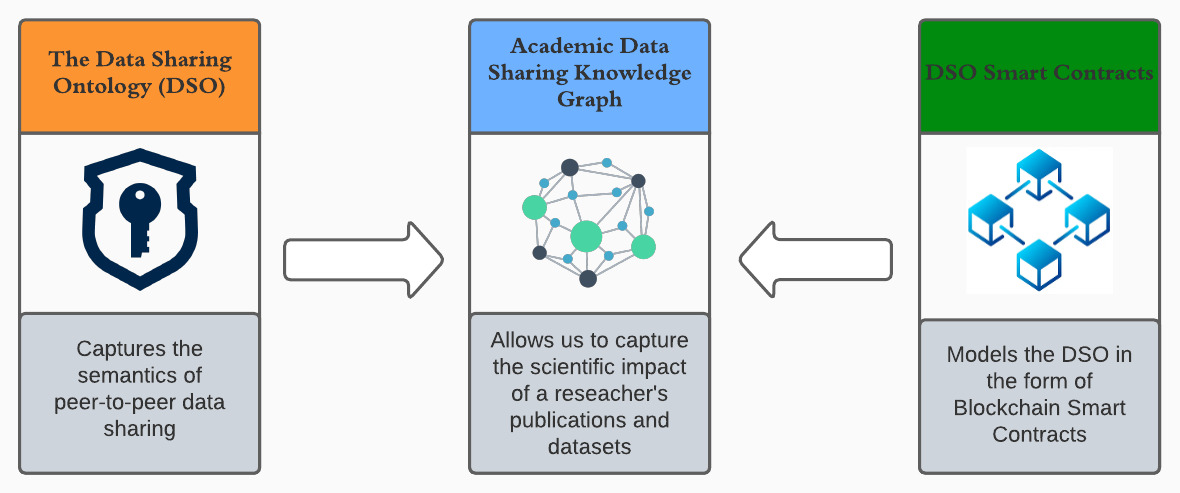 The Data Sharing
Ontology (DSO)
Captures the
semantics of
peer-to-peer data
sharing
Academic Data
Sharing Knowledge
Graph
Allows us to capture
the scientific impact
of a reseacher's
publications and
datasets
DSO Smart Contracts
Models the DSO in
the form of
Blockchain Smart
Contracts